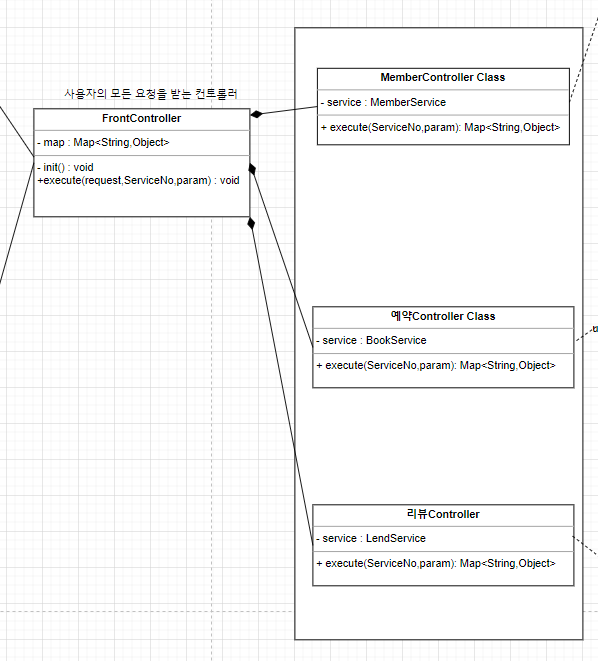 사용자의 모든 요청을 받는 컨트롤러
FrontController
- map : Map<String,Object>
- init() : void
+execute(request,ServiceNo,param) : void
MemberController Class
- service : MemberService
+ execute(ServiceNo,param): Map<String,Object>
예약Controller Class
- service : BookService
+ execute(ServiceNo,param): Map<String,Object>
리뷰Controller
- service : LendService
+ execute(ServiceNo,param): Map<String,Object>